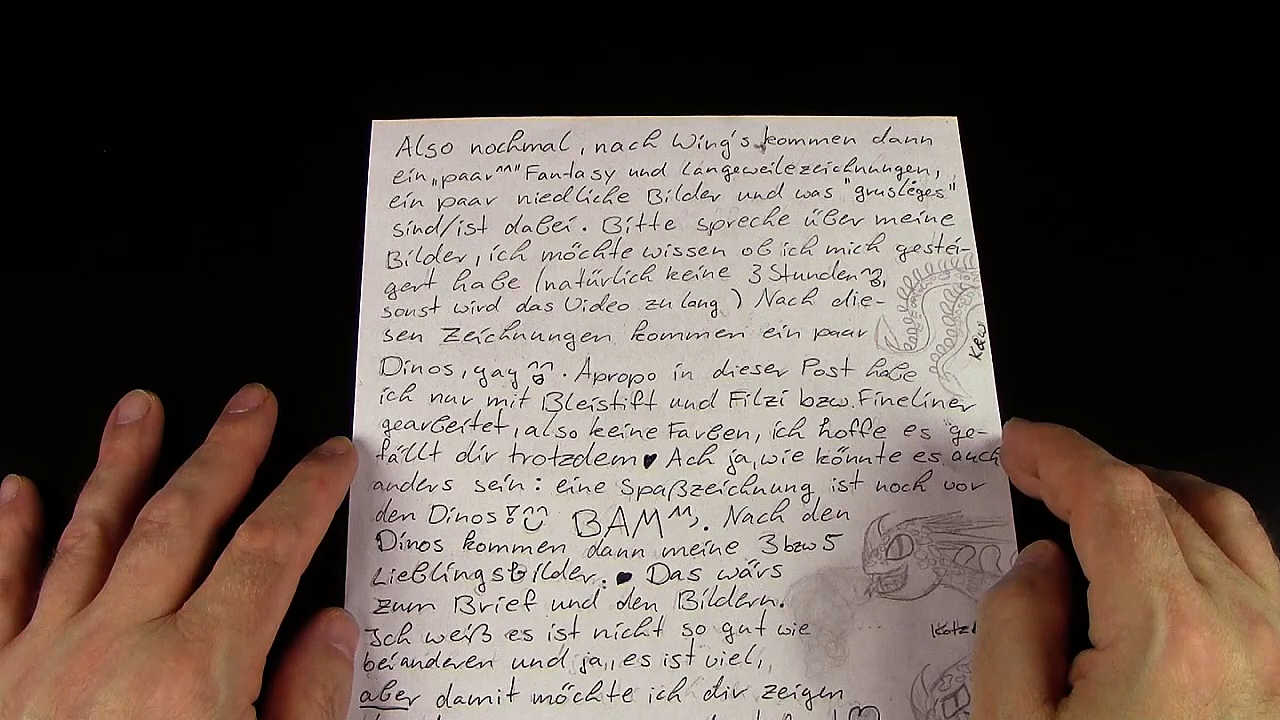 Also nochmal, nach Wing's kommen dann
ein „paar^^" Fantasy und Langeweilezeichnungen,
ein paar niedliche Bilder und was "grusliges"
sind/ist dabei. Bitte spreche über meine
Bilder, ich möchte wissen ob ich mich gestei-
gert habe (natürlich keine 3 Stunden^^,
sonst wird das Video zu lang) Nach die-
sen Zeichnungen kommen ein paar
K&W
Dinos, yay ^^. Apropo in dieser Post habe
ich nur mit Bleistift und Filzi bzw. Fineliner
gearbeitet, also keine Farben, ich hoffe es ge-
fällt dir trotzdem ♥ Ach ja, wie könnte es auch
anders sein: eine Spaßzeichnung ist noch vor
den Dinos! BAM^^. Nach den
Dinos kommen dann meine 3 bzw 5
Lieblingsbilder. ♥ Das wärs
zum Brief und den Bildern.
Ich weiß es ist nicht so gut wie
bei anderen und ja, es ist viel,
aber damit möchte ich dir zeigen